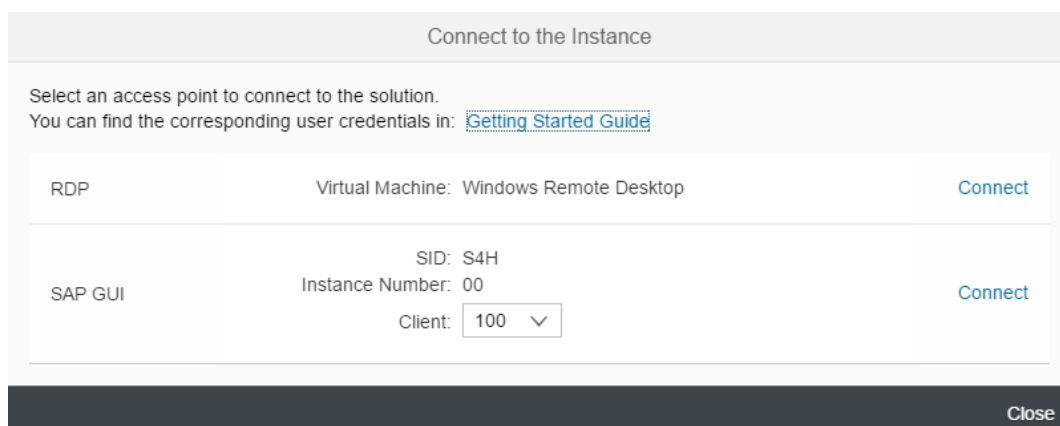 Connect to the Instance
Select an access point to connect to the solution.
You can find the corresponding user credentials in: Getting Started Guide
RDP Virtual Machine: Windows Remote Desktop Connect
SID: S4H
Instance Number: 00
SAP GUI Connect
Client: 100
Close